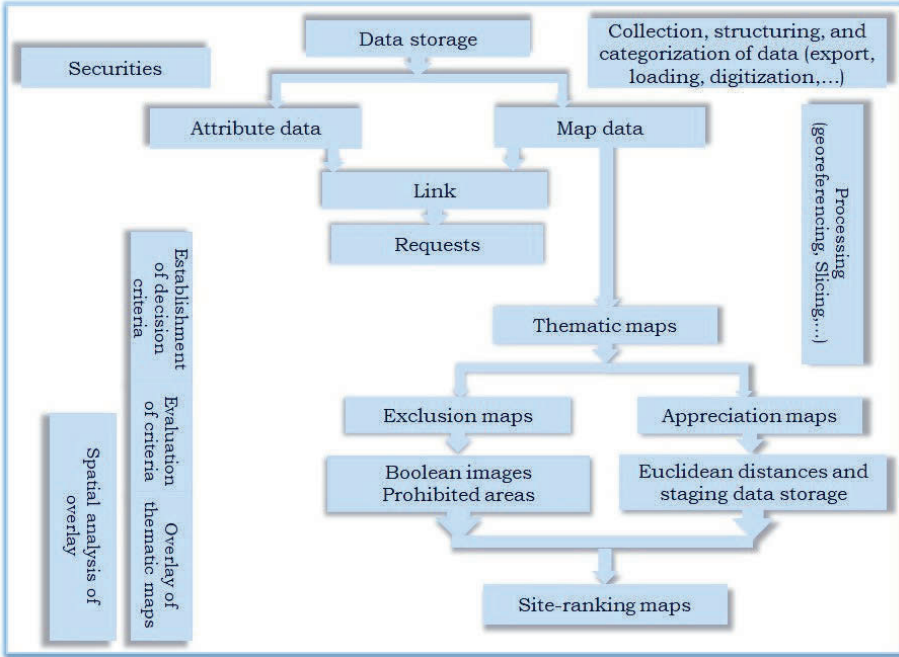 Data storage
Collection, structuring, and
categorization of data (export,
loading, digitization,...)
Securities
Attribute data
Map data
Link
Requests
Processing
(georeferencing, Slicing,...)
Establishment
of decision
criteria
Evaluation
of criteria
Overlay of
thematic maps
Spatial analysis of
overlay
Thematic maps
Exclusion maps
Appreciation maps
Boolean images
Prohibited areas
Euclidean distances and
staging data storage
Site-ranking maps